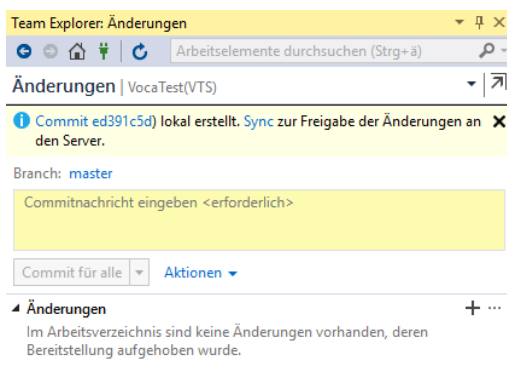 Team Explorer: Änderungen
Arbeitselemente durchsuchen (Strg+ä)
Änderungen | VocaTest(VTS)
Commit ed391c5d) lokal erstellt. Sync zur Freigabe der Änderungen an
den Server.
Branch: master
Commitnachricht eingeben <erforderlich>
Commit für alle Aktionen
Änderungen
Im Arbeitsverzeichnis sind keine Änderungen vorhanden, deren
Bereitstellung aufgehoben wurde.